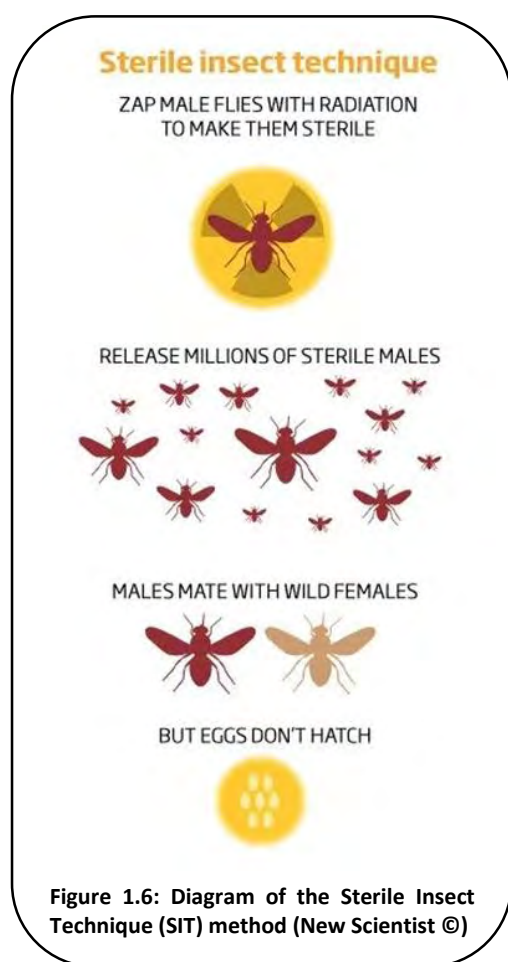 Sterile insect technique
ZAP MALE FLIES WITH RADIATION
TO MAKE THEM STERILE
RELEASE MILLIONS OF STERILE MALES
MALES MATE WITH WILD FEMALES
BUT EGGS DON'T HATCH
Figure 1.6: Diagram of the Sterile Insect
Technique (SIT) method (New Scientist ©)